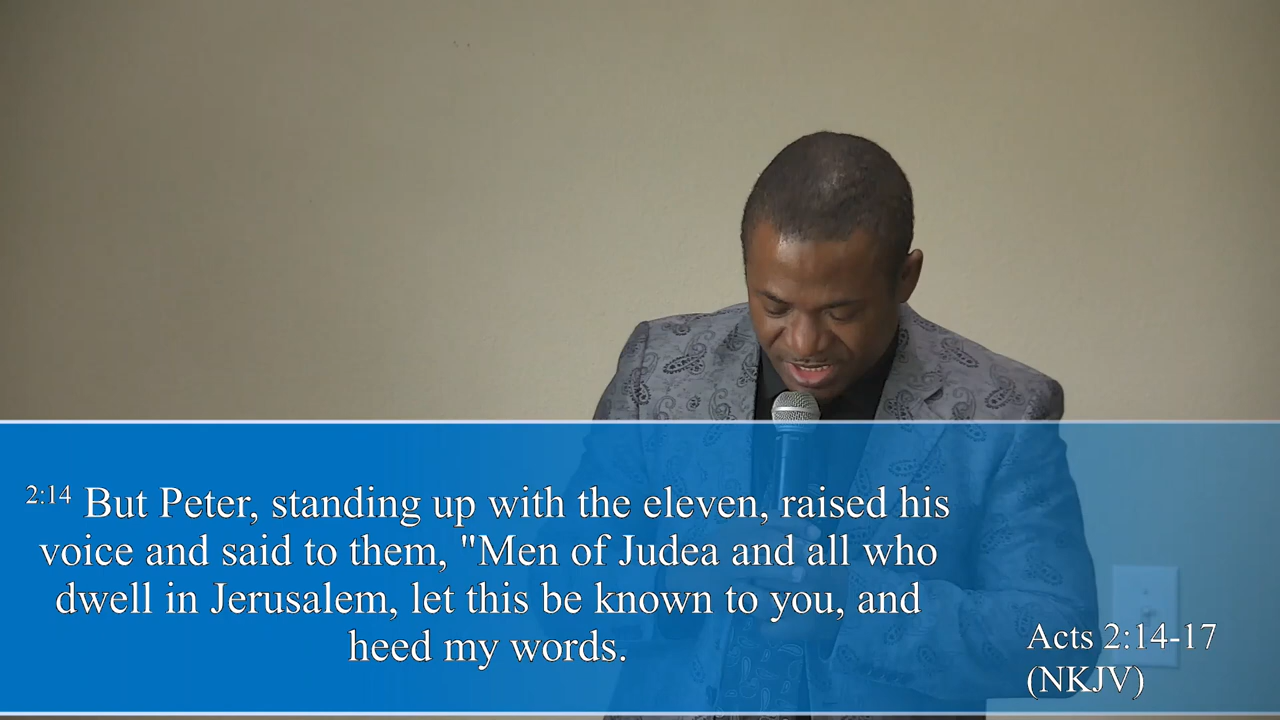 2:14 But Peter, standing up with the eleven, raised his
voice and said to them, "Men of Judea and all who
dwell in Jerusalem, let this be known to you, and
heed my words.
Acts 2:14-17
(NKJV)